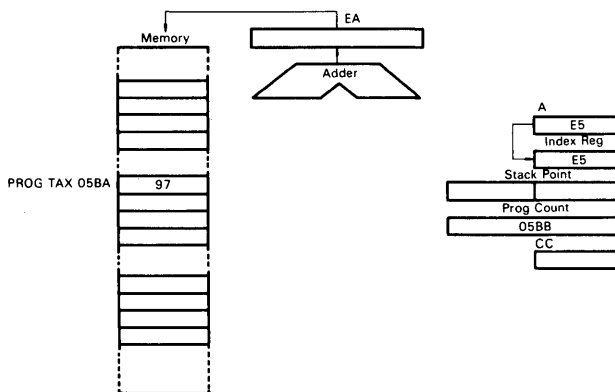 EA
Memory
Adder
A
E5
Index Reg
E5
Stack Point
PROG TAX 05BA 97
Prog Count
05BB
CC